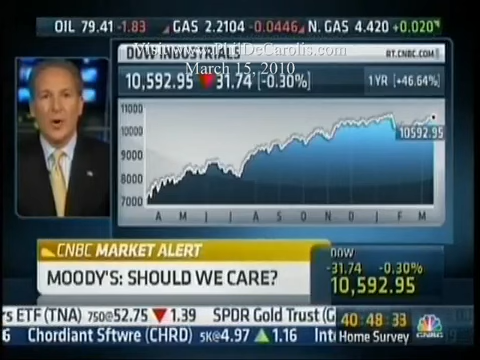 OIL 79.41 -1.83 GAS 2.2104 -0.0446 N. GAS 4.420 +0.020
DOW INDUSTRIALS
RT.CNBC.COM
March 15, 2010
10,592.95 31.74 [-0.30%] 1YR [+46.64%]
11000
10000
9000
8000
7000
10592.95
A M J J A S O N D J F M
CNBC MARKET ALERT
MOODY'S: SHOULD WE CARE?
DOW
-31.74 -0.30%
10,592.95
rs ETF (TNA) 750@52.75 1.39 SPDR Gold Trust (G
6 Chordiant Sftwre (CHRD) 5K@4.97 1.16 Int
40 - 48 - 33
Home Survey
CNBC